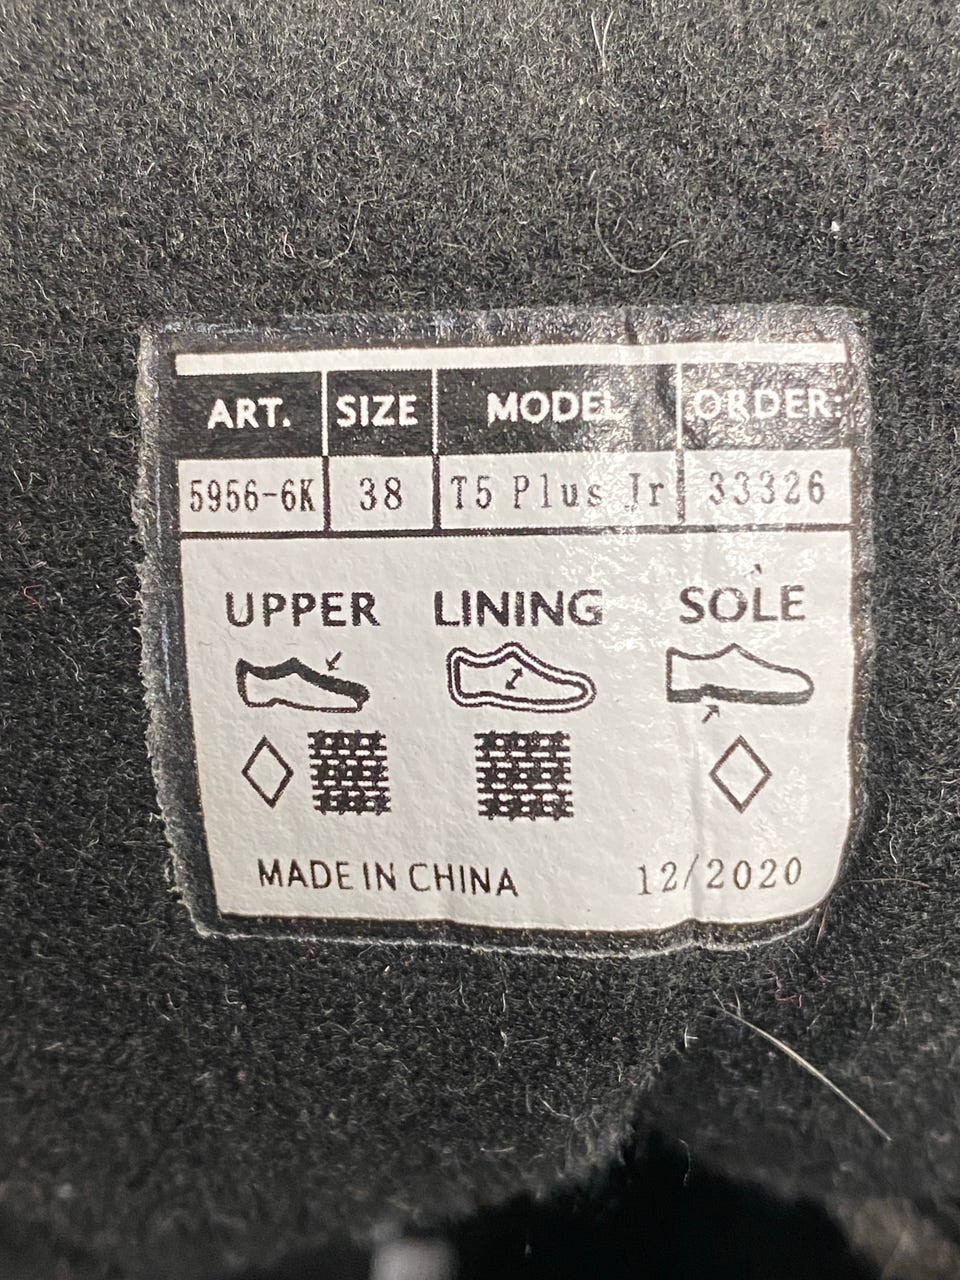 ART. SIZE MODEL ORDER:
5956-6K 38 T5 Plus Jr 33326
UPPER LINING SOLE
MADE IN CHINA 12/2020